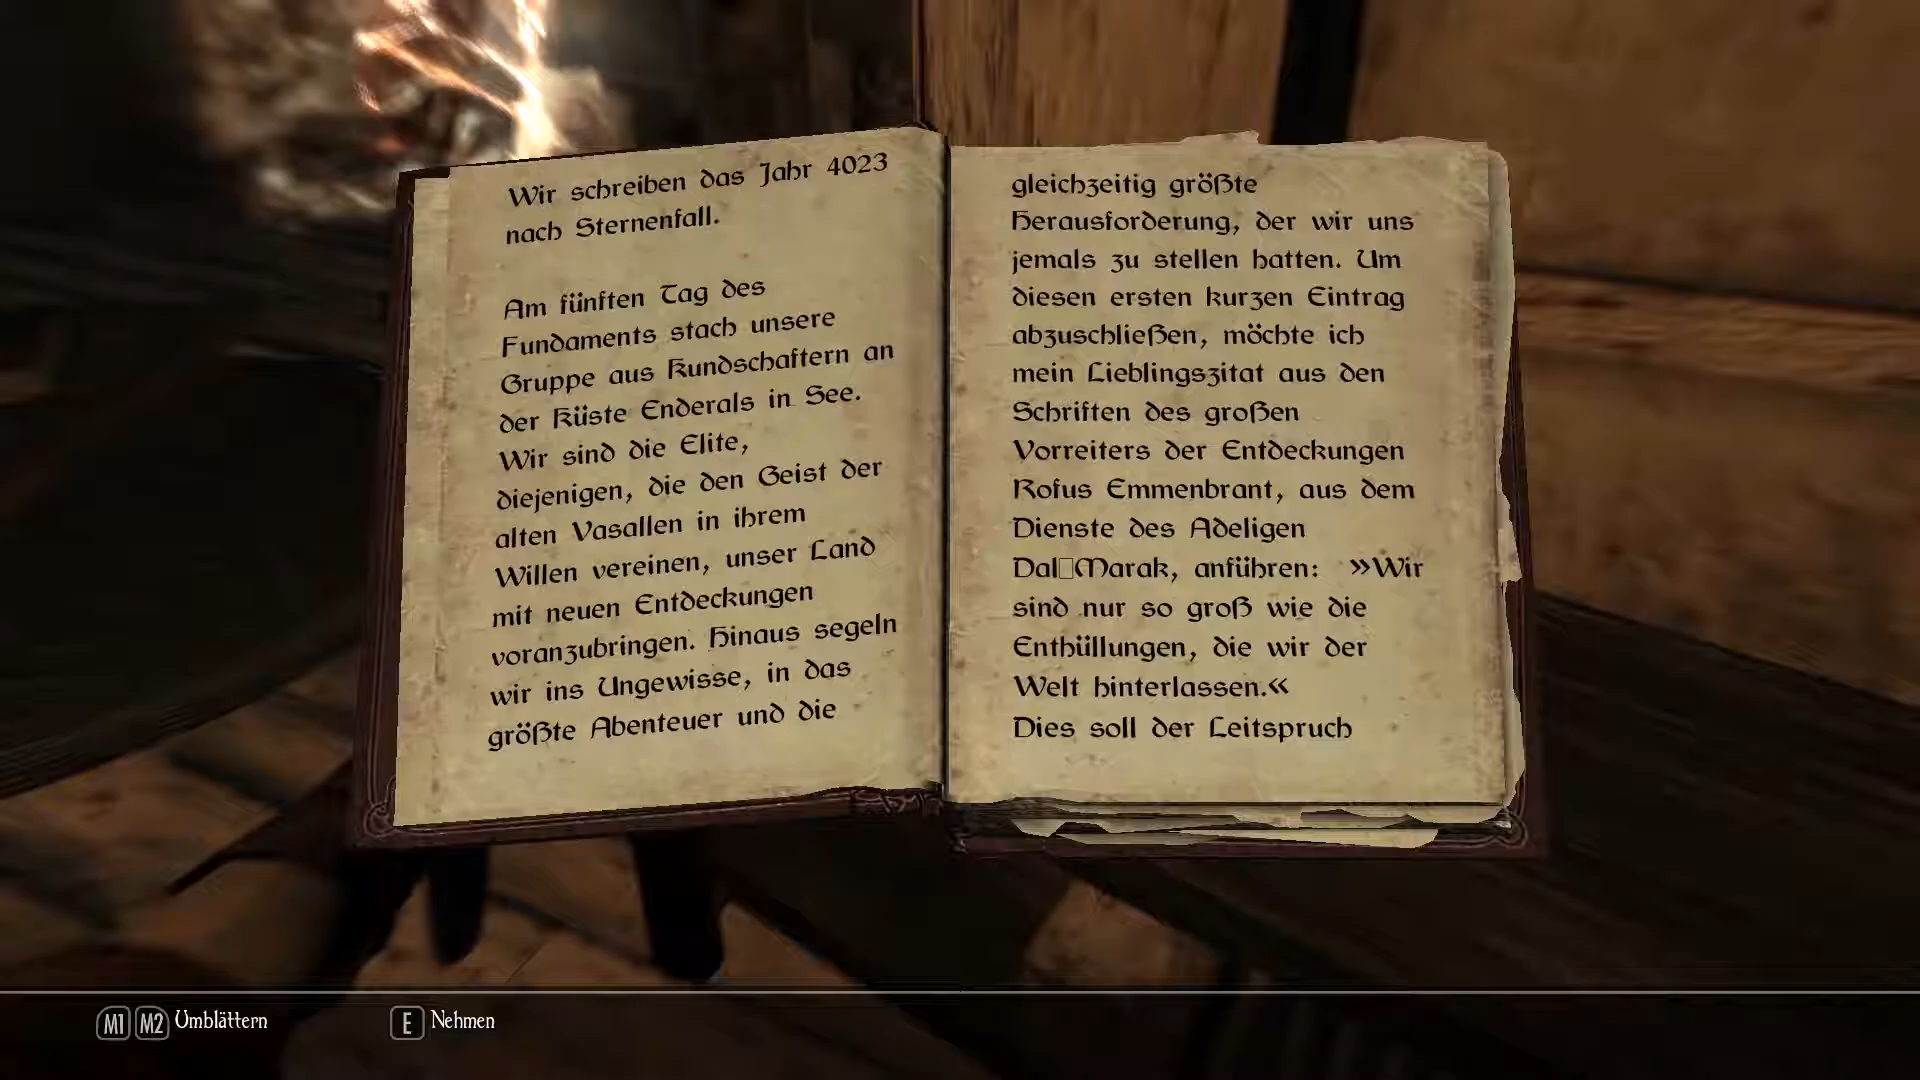 Wir schreiben das Jahr 4023
nach Sternenfall.
Am fünften Tag des
Fundaments stach unsere
Gruppe aus Kundschaftern an
der Küste Enderals in See.
Wir sind die Elite,
diejenigen, die den Geist der
alten Vasallen in ihrem
Willen vereinen, unser Land
mit neuen Entdeckungen
voranzubringen. Hinaus segeln
wir ins Ungewisse, in das
größte Abenteuer und die
gleichzeitig größte
Herausforderung, der wir uns
jemals zu stellen hatten. Um
diesen ersten kurzen Eintrag
abzuschließen, möchte ich
mein Lieblingszitat aus den
Schriften des großen
Vorreiters der Entdeckungen
Rofus Emmenbrant, aus dem
Dienste des Adeligen
Dal□Marak, anführen: »Wir
sind nur so groß wie die
Enthüllungen, die wir der
Welt hinterlassen.«
Dies soll der Leitspruch
M1 M2 Umblättern E Nehmen